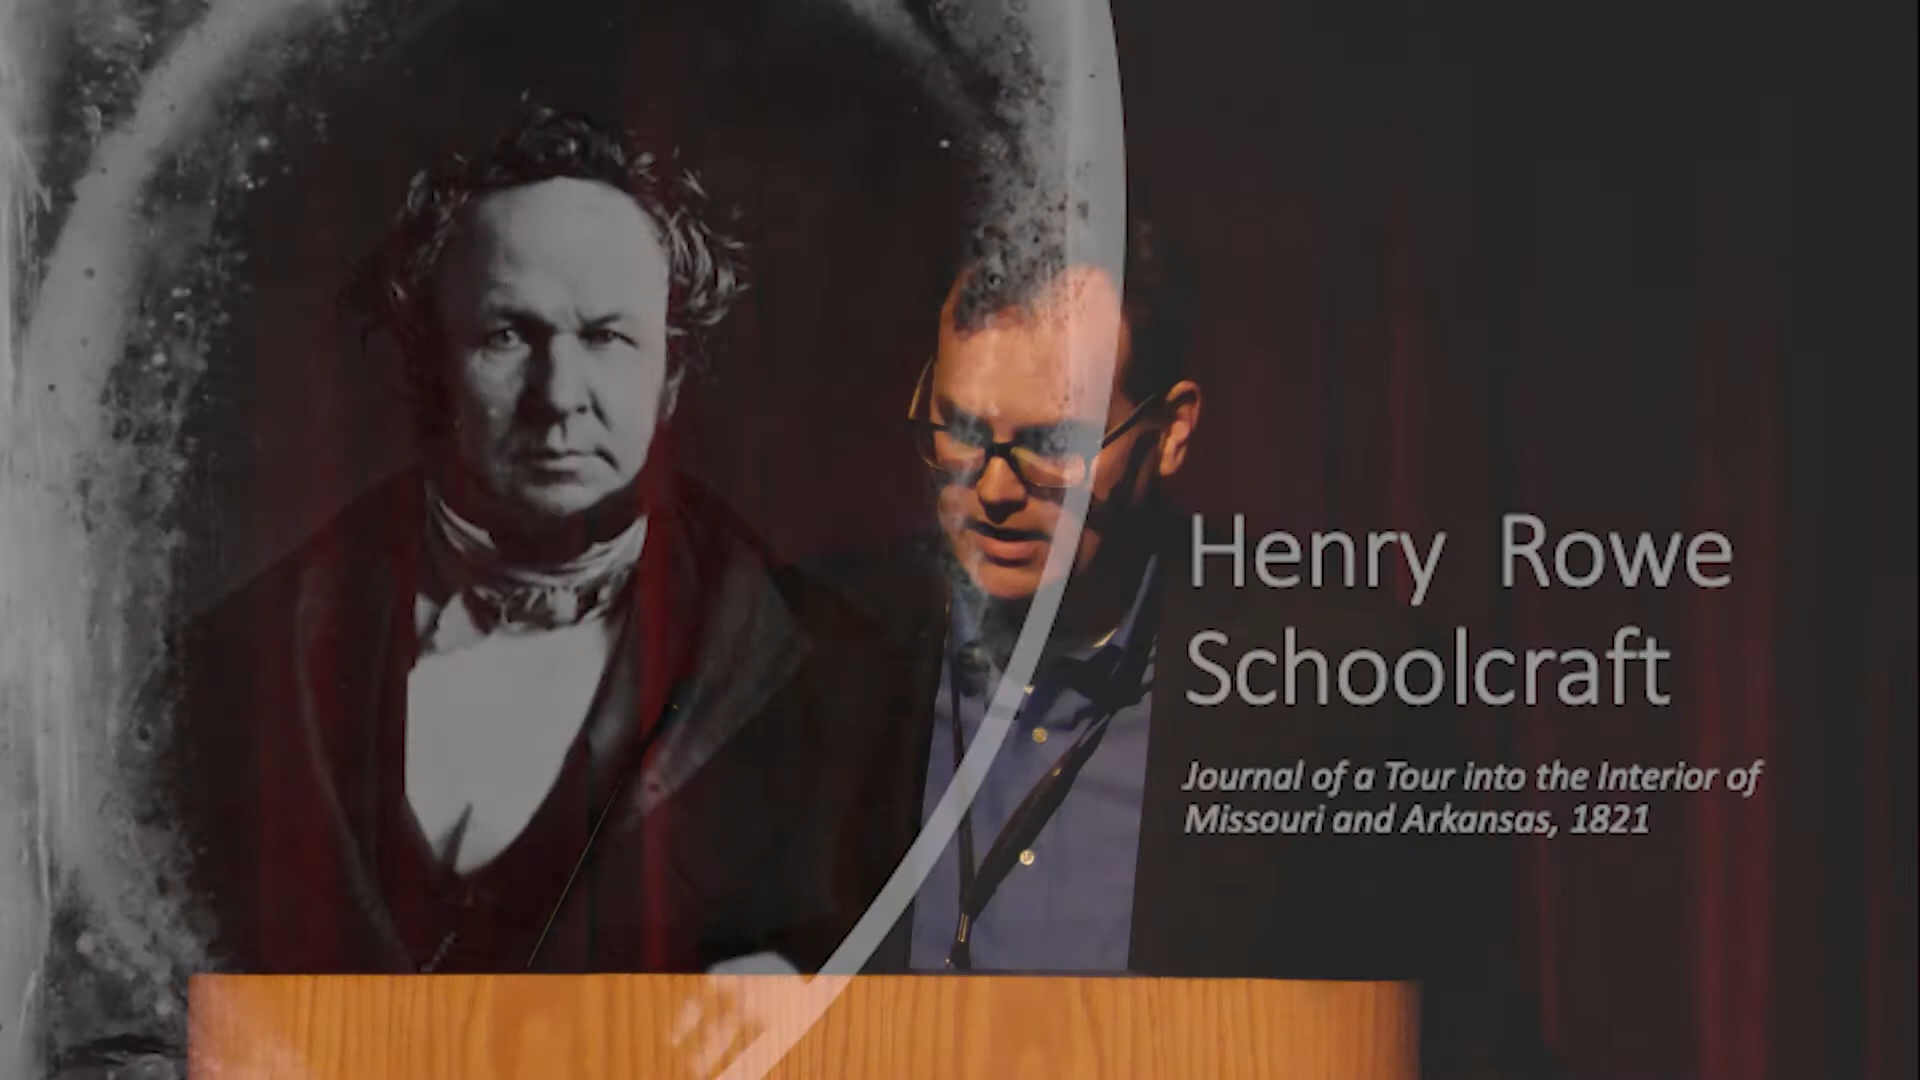 Henry Rowe
Schoolcraft
Journal of a Tour into the Interior of
Missouri and Arkansas, 1821